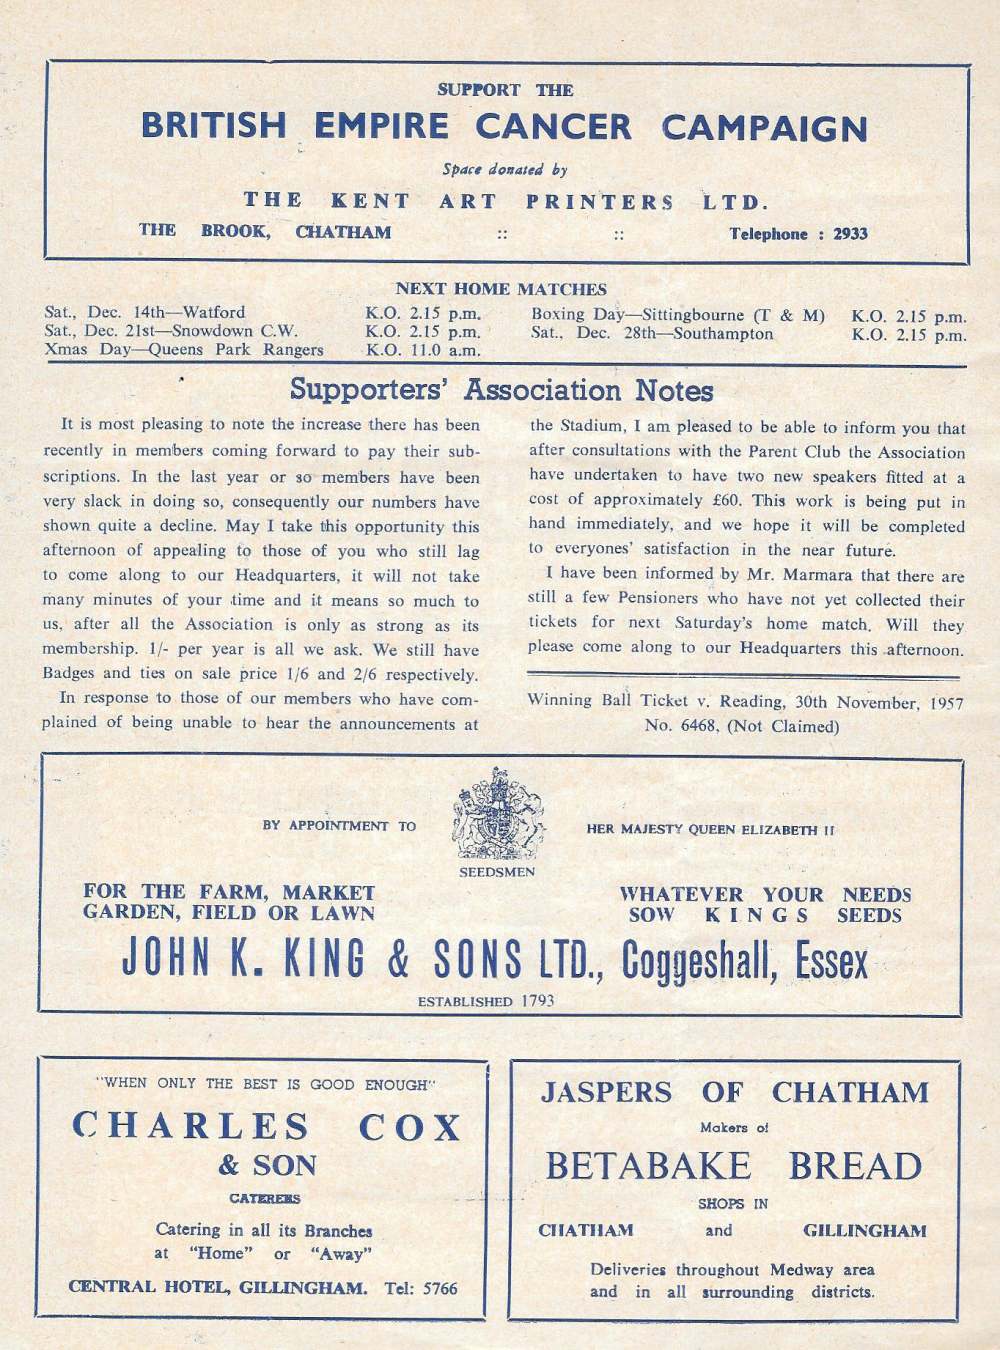 SUPPORT THE
BRITISH EMPIRE CANCER CAMPAIGN
Space donated by
THE KENT ART PRINTERS LTD.
THE BROOK, CHATHAM :: :: Telephone : 2933
NEXT HOME MATCHES
Sat., Dec. 14th—Watford K.O. 2.15 p.m.
Sat., Dec. 21st—Snowdown C.W. K.O. 2.15 p.m.
Xmas Day—Queens Park Rangers K.O. 11.0 a.m.
Boxing Day—Sittingbourne (T & M) K.O. 2.15 p.m.
Sat., Dec. 28th—Southampton K.O. 2.15 p.m.
Supporters' Association Notes
It is most pleasing to note the increase there has been
recently in members coming forward to pay their sub-
scriptions. In the last year or so members have been
very slack in doing so, consequently our numbers have
shown quite a decline. May I take this opportunity this
afternoon of appealing to those of you who still lag
to come along to our Headquarters, it will not take
many minutes of your time and it means so much to
us, after all the Association is only as strong as its
membership. 1/- per year is all we ask. We still have
Badges and ties on sale price 1/6 and 2/6 respectively.
In response to those of our members who have com-
plained of being unable to hear the announcements at
the Stadium, I am pleased to be able to inform you that
after consultations with the Parent Club the Association
have undertaken to have two new speakers fitted at a
cost of approximately £60. This work is being put in
hand immediately, and we hope it will be completed
to everyones' satisfaction in the near future.
I have been informed by Mr. Marmara that there are
still a few Pensioners who have not yet collected their
tickets for next Saturday's home match. Will they
please come along to our Headquarters this afternoon.
Winning Ball Ticket v. Reading, 30th November, 1957
No. 6468, (Not Claimed)
BY APPOINTMENT TO HER MAJESTY QUEEN ELIZABETH II
SEEDSMEN
FOR THE FARM, MARKET
GARDEN, FIELD OR LAWN
WHATEVER YOUR NEEDS
SOW KINGS SEEDS
JOHN K. KING & SONS LTD., Coggeshall, Essex
ESTABLISHED 1793
"WHEN ONLY THE BEST IS GOOD ENOUGH"
CHARLES COX
& SON
CATERERS
Catering in all its Branches
at "Home" or "Away"
CENTRAL HOTEL, GILLINGHAM. Tel: 5766
JASPERS OF CHATHAM
Makers of
BETABAKE BREAD
SHOPS IN
CHATHAM and GILLINGHAM
Deliveries throughout Medway area
and in all surrounding districts.